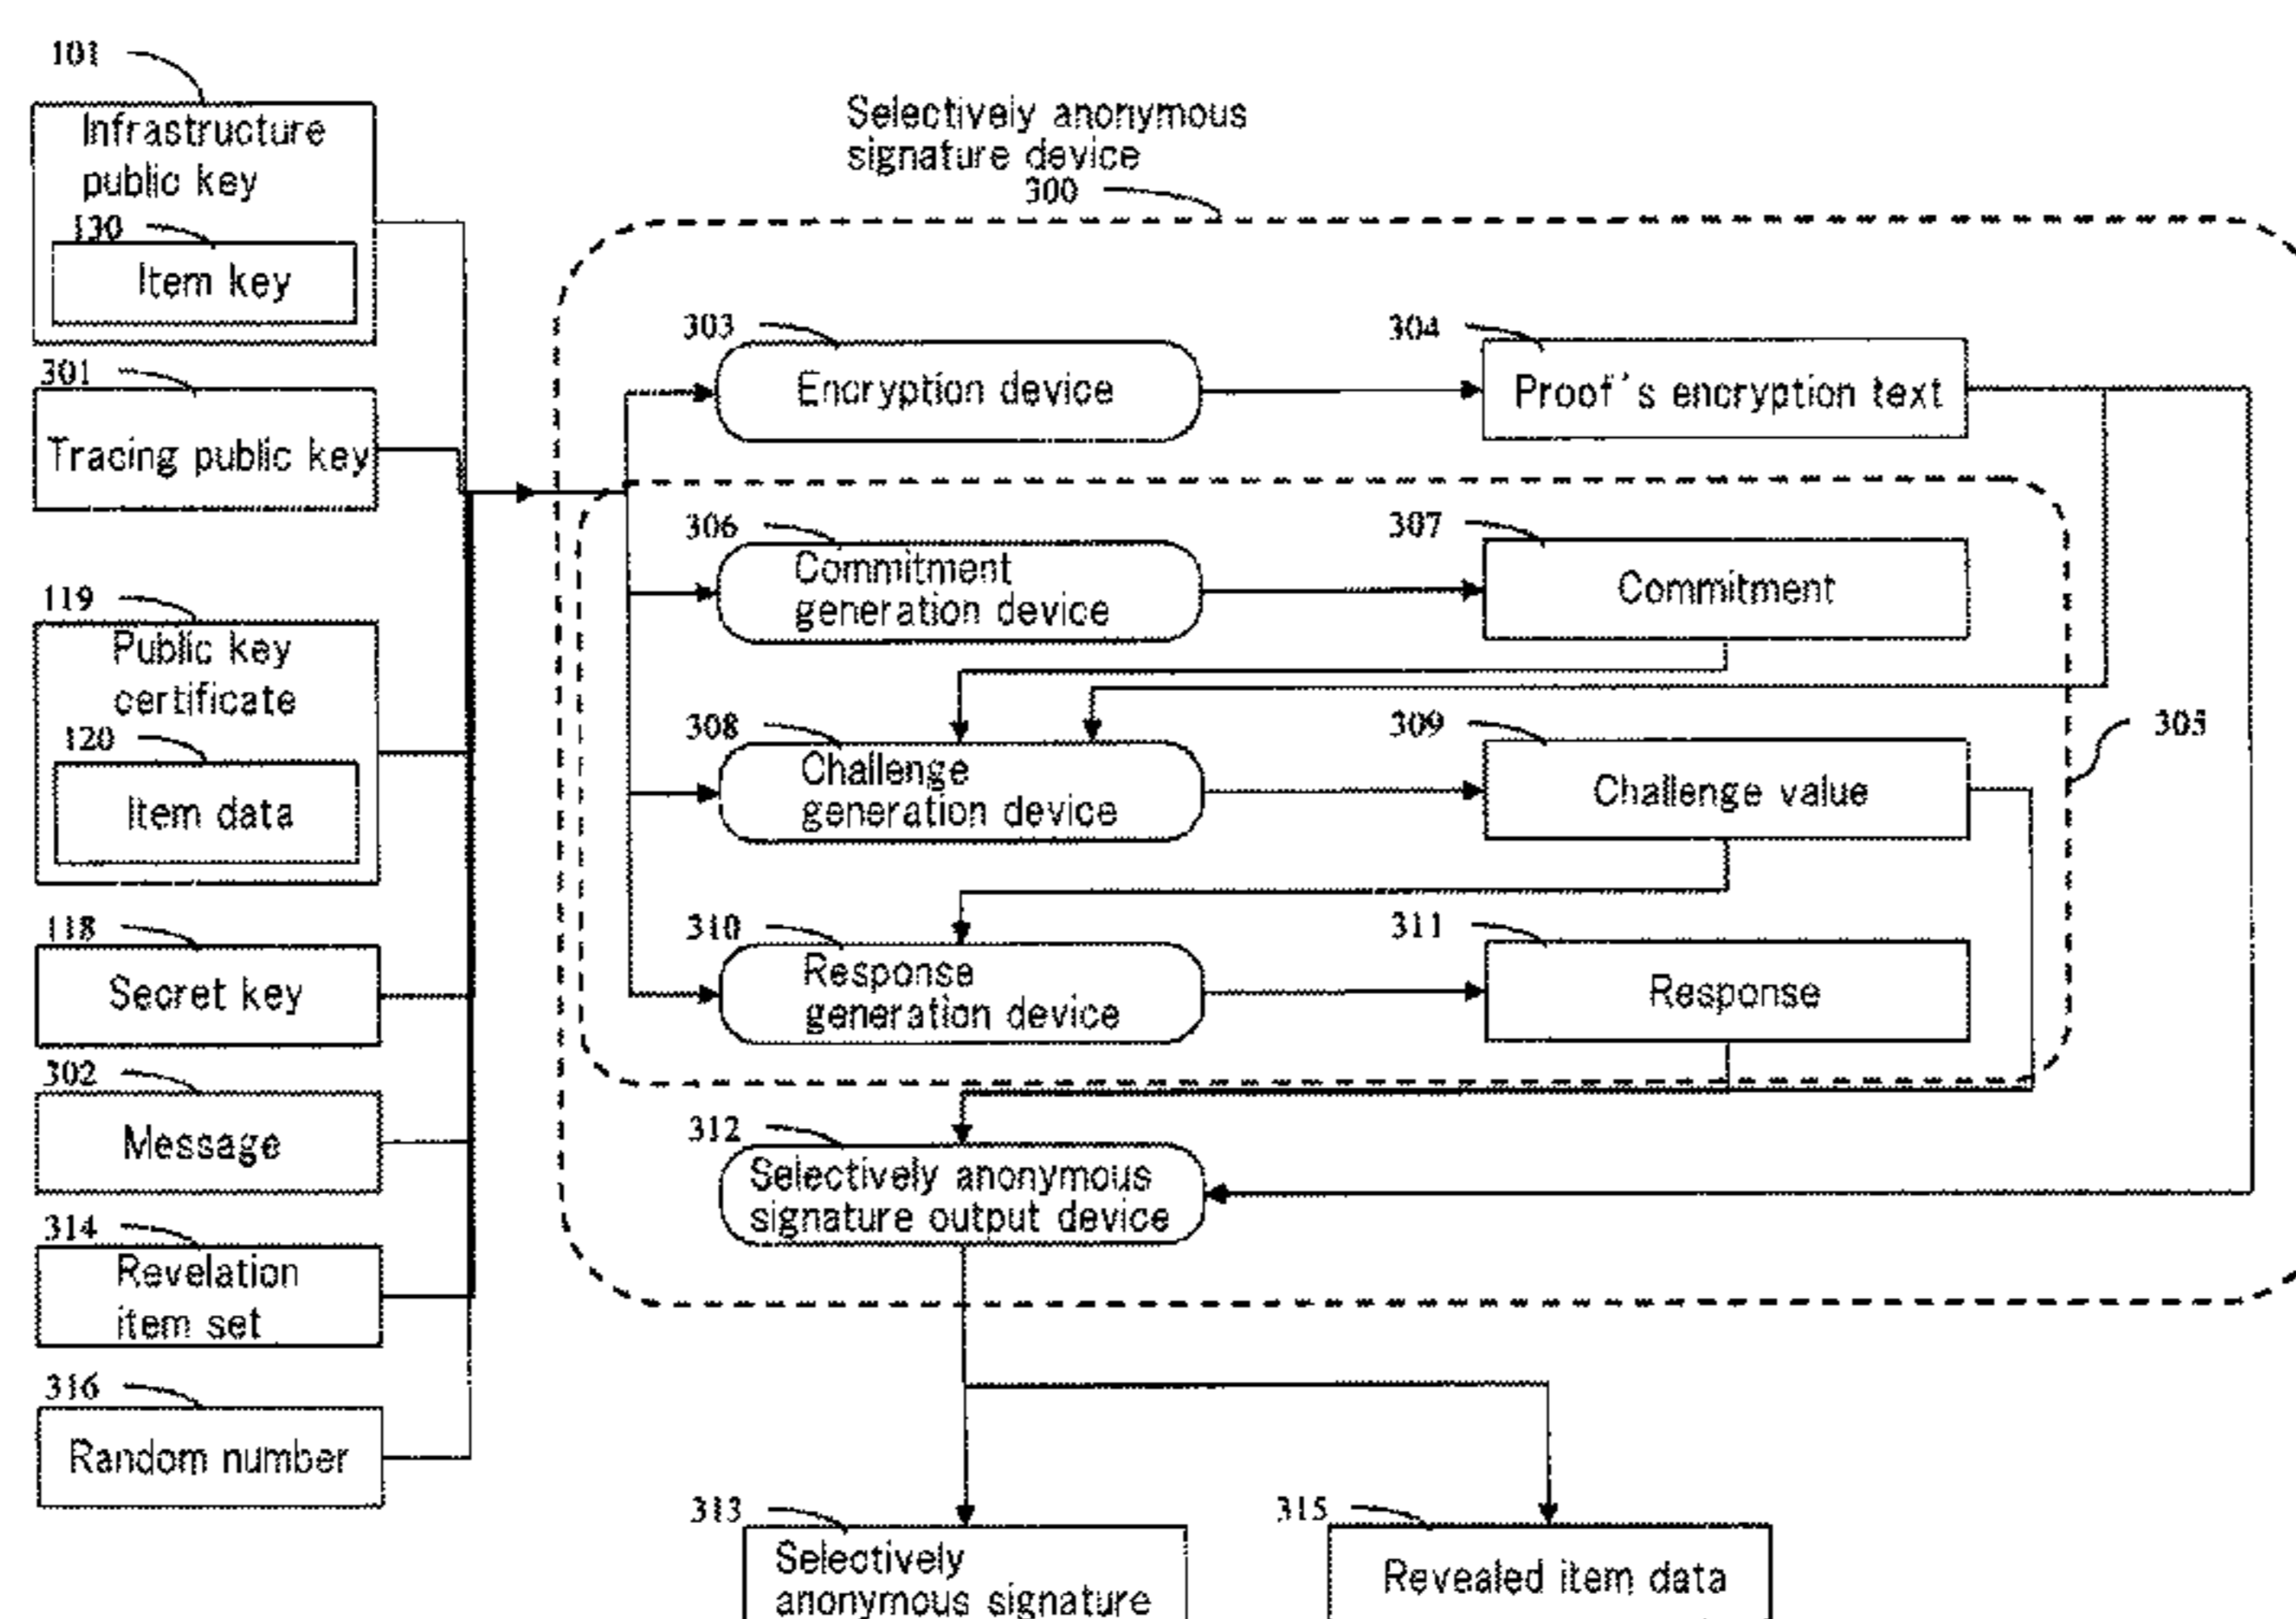 101
Infrastructure
public key
130
Item key
301
Tracing public key
119
Public key
certificate
120
Item data
118
Secret key
302
Message
314
Revelation
item set
316
Random number
Selectively anonymous
signature device
300
303
Encryption device
304
Proof's encryption text
306
Commitment
generation device
307
Commitment
308
Challenge
generation device
309
Challenge value
305
310
Response
generation device
311
Response
312
Selectively anonymous
signature output device
313
Selectively
anonymous signature
315
Revealed item data